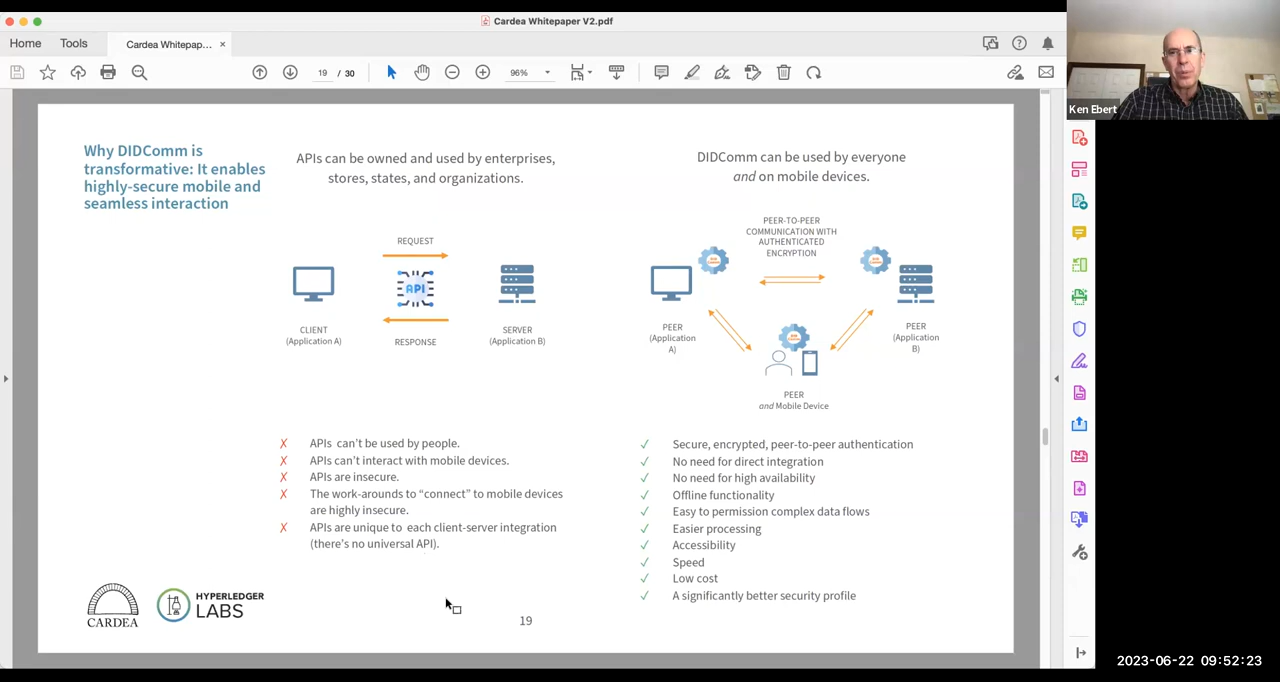 Cardea Whitepaper V2.pdf
Home
Tools
Cardea Whitepap...
×
19
/ 30
96%
Ken Ebert
Why DIDComm is
transformative: It enables
highly-secure mobile and
seamless interaction
APIs can be owned and used by enterprises,
stores, states, and organizations.
REQUEST
API
RESPONSE
CLIENT
(Application A)
SERVER
(Application B)
✗ APIs can't be used by people.
✗ APIs can't interact with mobile devices.
✗ APIs are insecure.
✗ The work-arounds to “connect” to mobile devices
are highly insecure.
✗ APIs are unique to each client-server integration
(there's no universal API).
DIDComm can be used by everyone
and on mobile devices.
PEER-TO-PEER
COMMUNICATION WITH
AUTHENTICATED
ENCRYPTION
PEER
(Application
A)
PEER
(Application
B)
PEER
and Mobile Device
✓ Secure, encrypted, peer-to-peer authentication
✓ No need for direct integration
✓ No need for high availability
✓ Offline functionality
✓ Easy to permission complex data flows
✓ Easier processing
✓ Accessibility
✓ Speed
✓ Low cost
✓ A significantly better security profile
CARDEA
HYPERLEDGER
LABS
19
2023-06-22 09:52:23